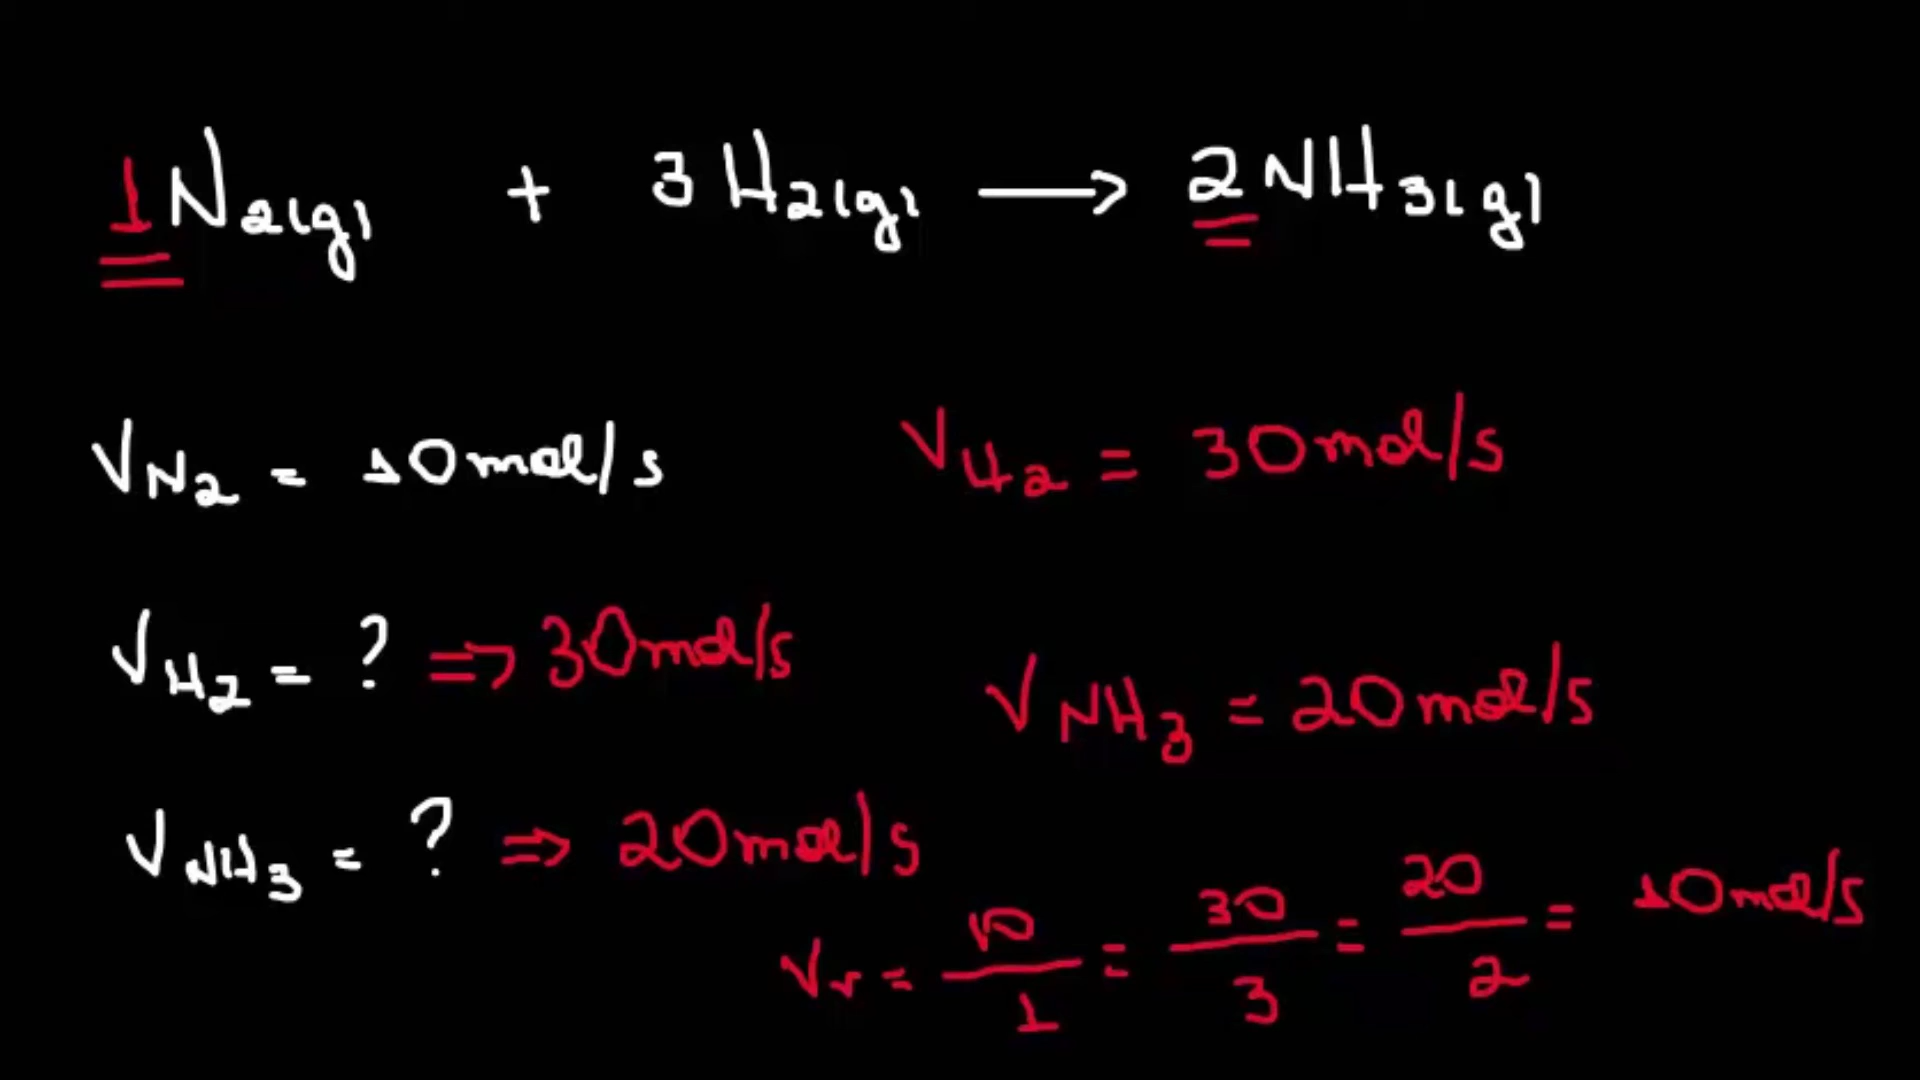 1N2(g) + 3H2(g) → 2NH3(g)
VN2 = 10mol/s
VH2 = 30mol/s
VH2 = ? ⇒ 30mol/s
VNH3 = 20mol/s
VNH3 = ? ⇒ 20mol/s
Vr = 10/1 = 30/3 = 20/2 = 10mol/s